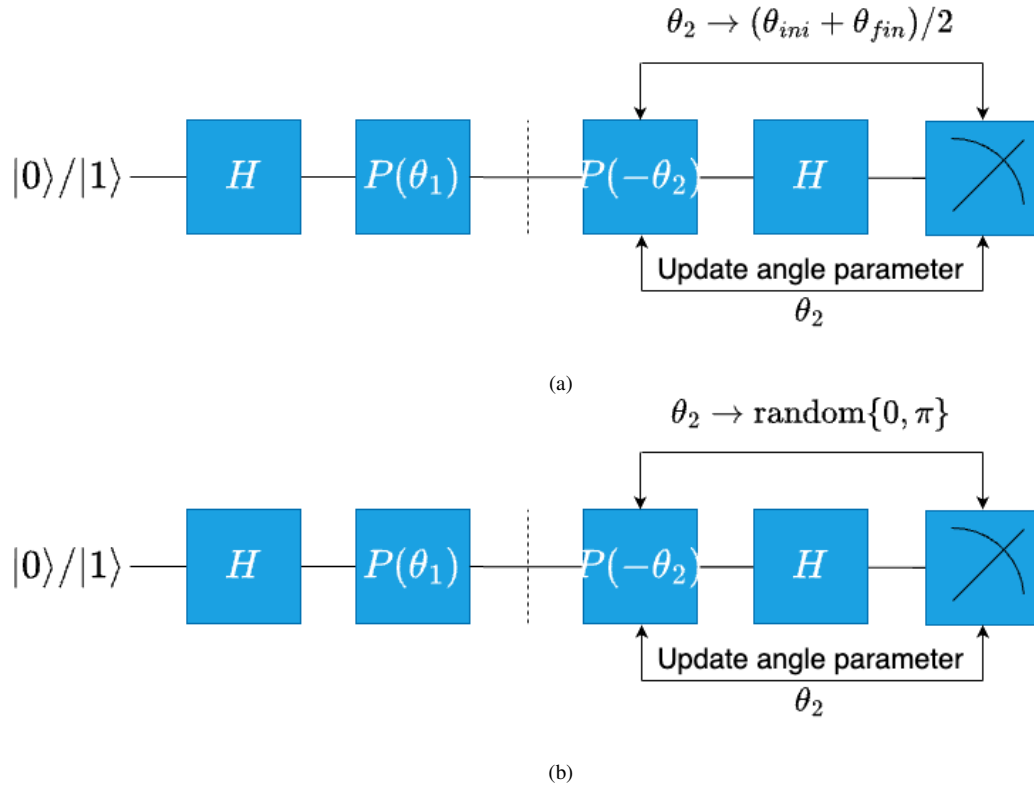 θ₂ → (θ_ini + θ_fin)/2
|0⟩/|1⟩ H P(θ₁) P(−θ₂) H
Update angle parameter
θ₂
(a)
θ₂ → random{0, π}
|0⟩/|1⟩ H P(θ₁) P(−θ₂) H
Update angle parameter
θ₂
(b)